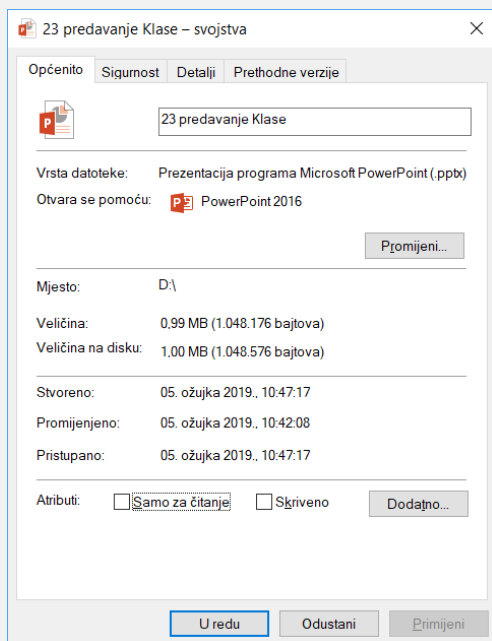 23 predavanje Klase – svojstva
Općenito Sigurnost Detalji Prethodne verzije
23 predavanje Klase
Vrsta datoteke: Prezentacija programa Microsoft PowerPoint (.pptx)
Otvara se pomoću: PowerPoint 2016
Promijeni...
Mjesto: D:\
Veličina: 0,99 MB (1.048.176 bajtova)
Veličina na disku: 1,00 MB (1.048.576 bajtova)
Stvoreno: 05. ožujka 2019., 10:47:17
Promijenjeno: 05. ožujka 2019., 10:42:08
Pristupano: 05. ožujka 2019., 10:47:17
Atributi: Samo za čitanje Skriveno Dodatno...
U redu Odustani Primijeni